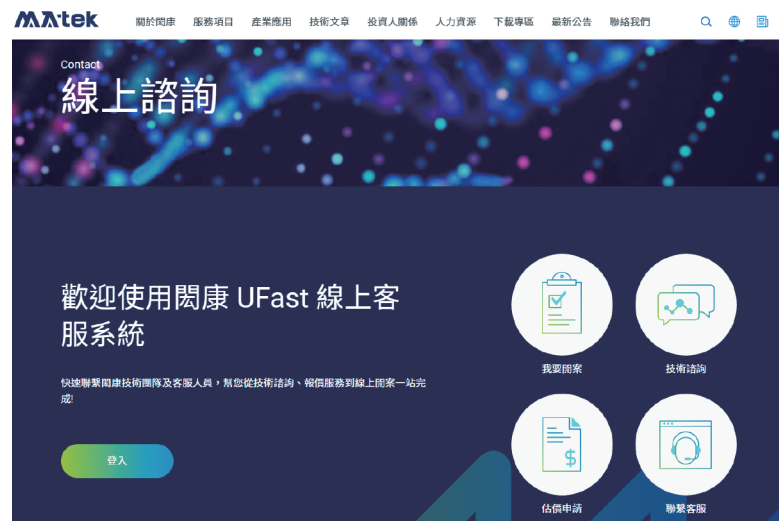 MA-tek
關於閎康 服務項目 產業應用 技術文章 投資人關係 人力資源 下載專區 最新公告 聯絡我們
Contact
線上諮詢
歡迎使用閎康 UFast 線上客
服系統
快速聯繫閎康技術團隊及客服人員，幫您從技術諮詢、報價服務到線上開案一站完
成!
登入
我要開案
技術諮詢
$
估價申請
聯繫客服